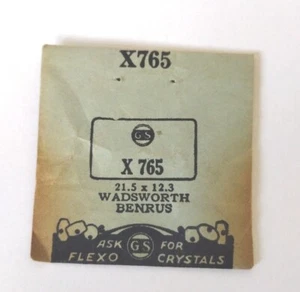 X765
GS
X 765
21.5 x 12.3
WADSWORTH
BENRUS
ASK GS FOR
FLEXO CRYSTALS